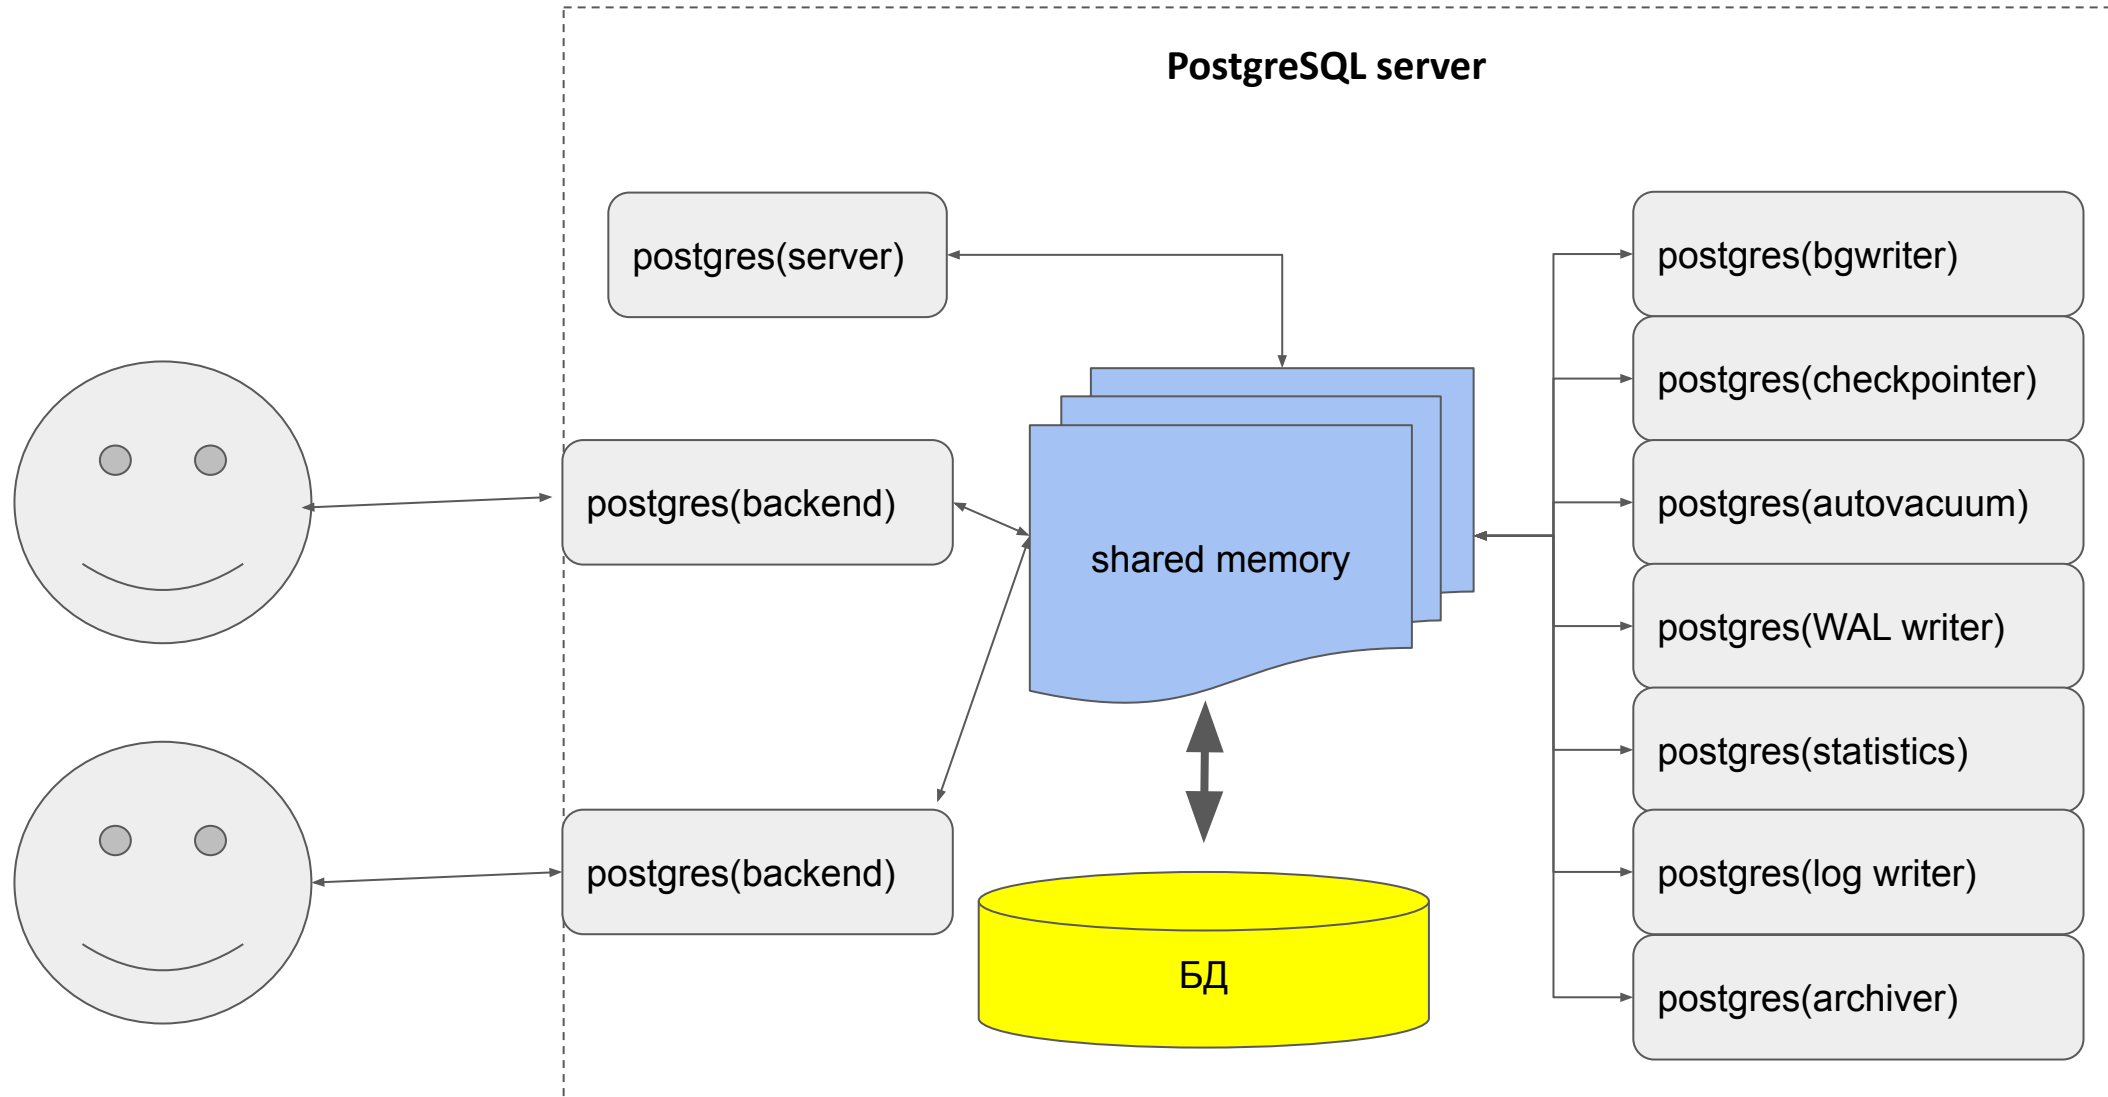 PostgreSQL server
postgres(server)
postgres(backend)
postgres(backend)
shared memory
БД
postgres(bgwriter)
postgres(checkpointer)
postgres(autovacuum)
postgres(WAL writer)
postgres(statistics)
postgres(log writer)
postgres(archiver)